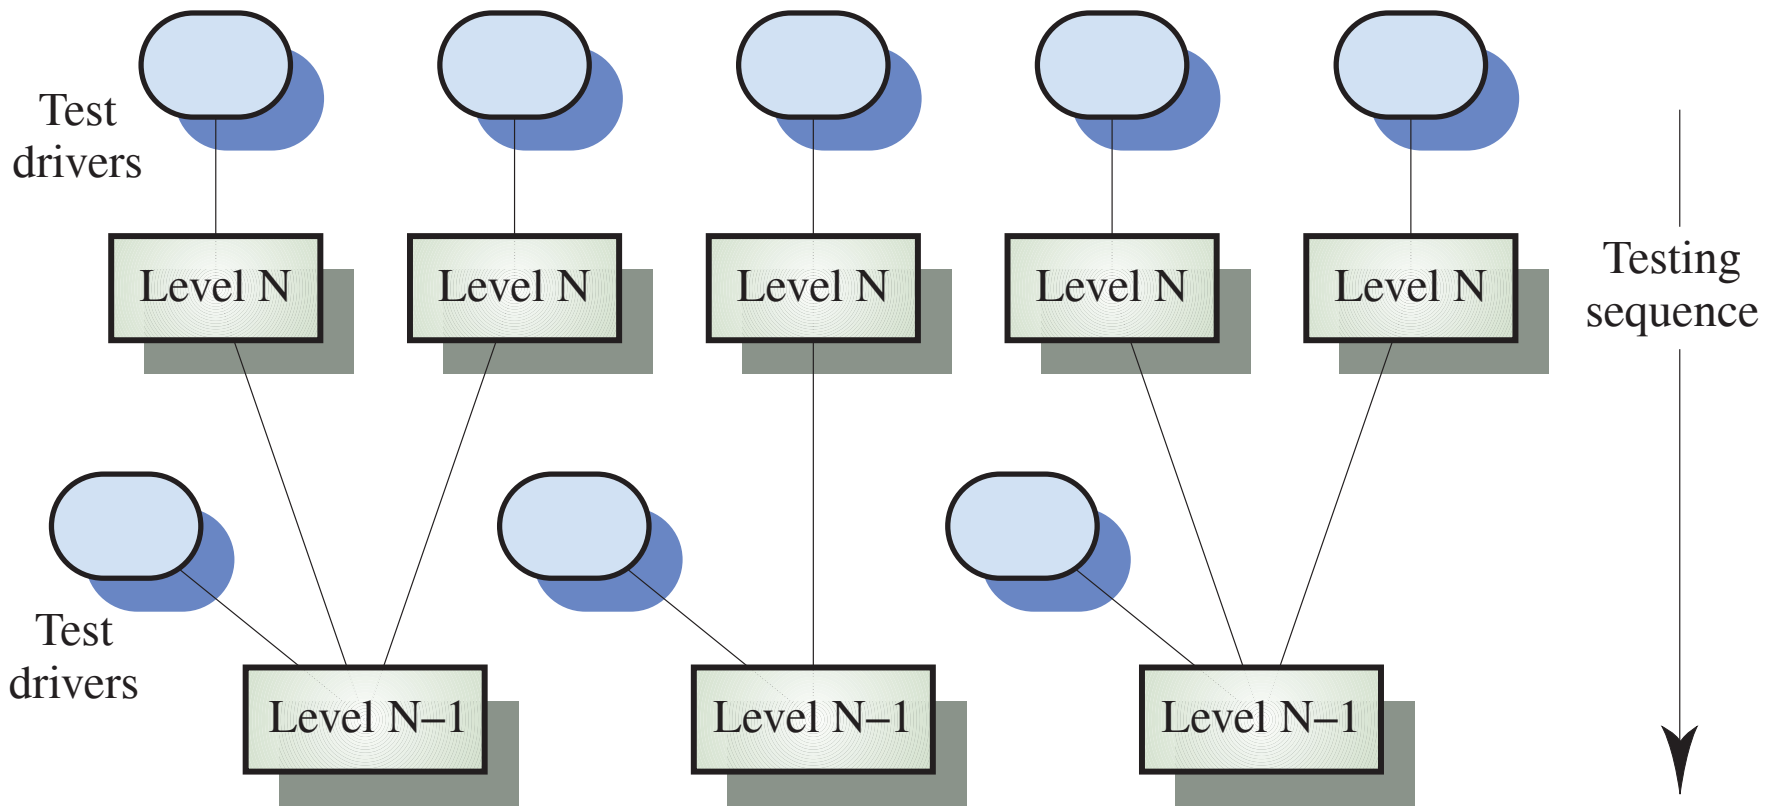 Test
drivers
Level N
Level N
Level N
Level N
Level N
Testing
sequence
Test
drivers
Level N–1
Level N–1
Level N–1